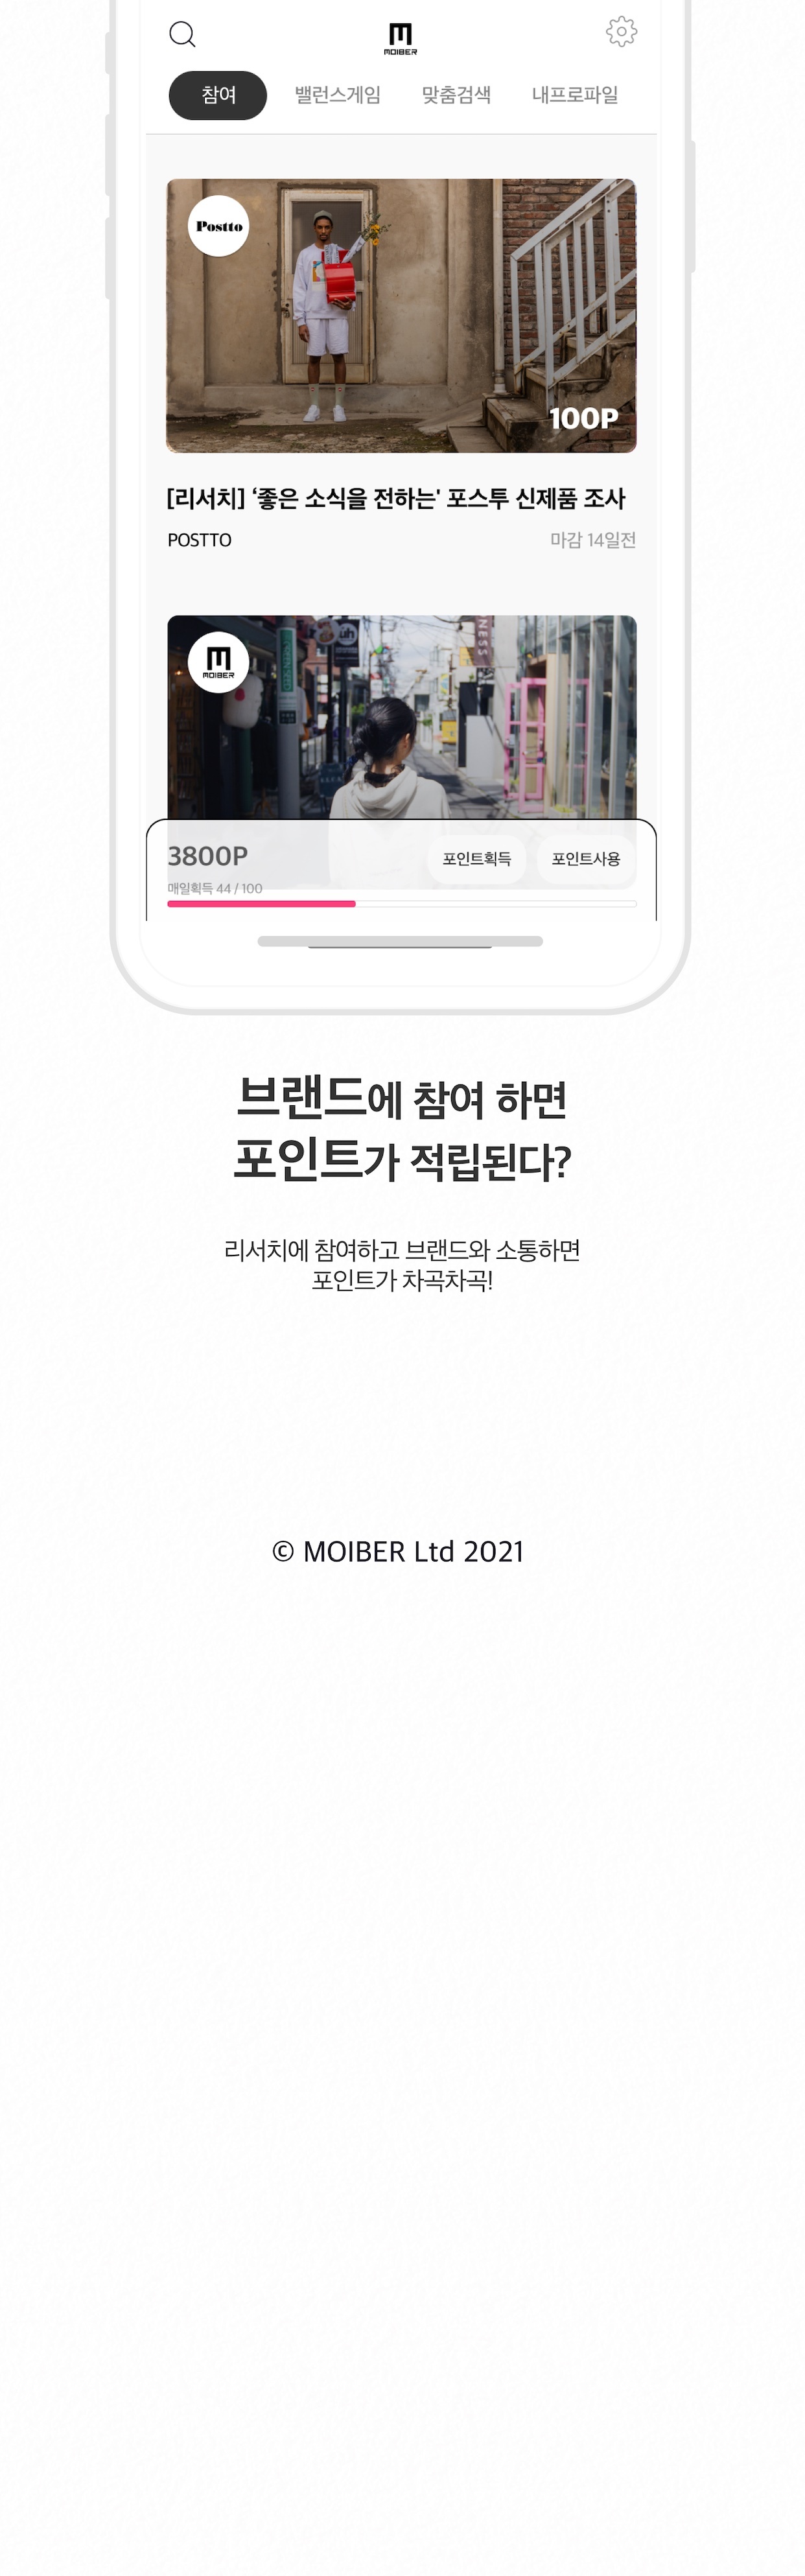 MOIBER
참여 밸런스게임 맞춤검색 내프로파일
Postto
100P
[리서치] ‘좋은 소식을 전하는' 포스투 신제품 조사
POSTTO 마감 14일전
NESS
MOIBER
3800P 포인트획득 포인트사용
매일획득 44 / 100
브랜드에 참여 하면
포인트가 적립된다?
리서치에 참여하고 브랜드와 소통하면
포인트가 차곡차곡!
© MOIBER Ltd 2021